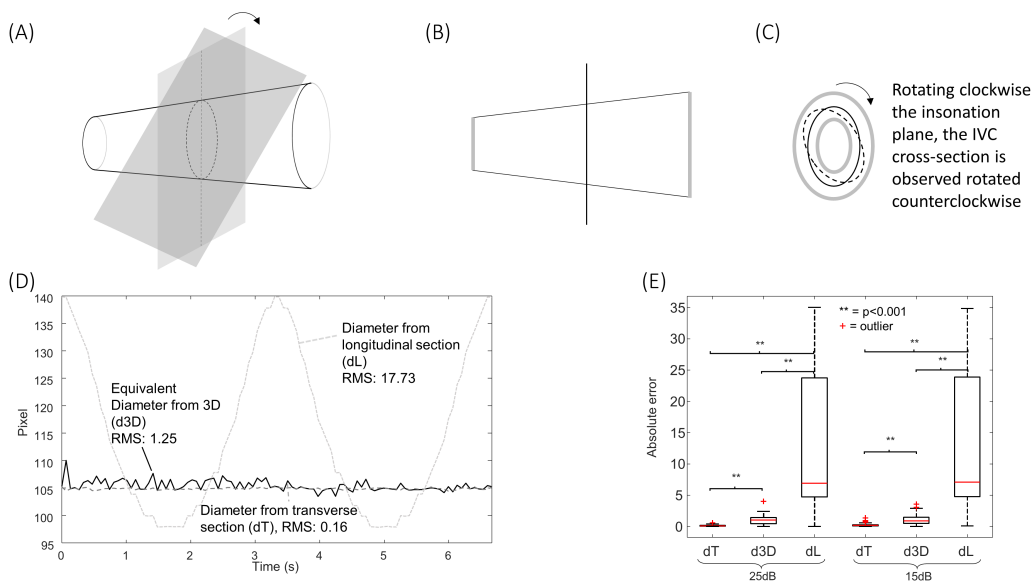 (A)
(B)
(C)
Rotating clockwise
the insonation
plane, the IVC
cross-section is
observed rotated
counterclockwise
(D)
140
135
130
125
120
115
110
105
100
95
Pixel
0
1
2
3
4
5
6
Time (s)
Diameter from
longitudinal section
(dL)
RMS: 17.73
Equivalent
Diameter from 3D
(d3D)
RMS: 1.25
Diameter from transverse
section (dT), RMS: 0.16
(E)
35
30
25
20
15
10
5
0
Absolute error
** = p<0.001
+ = outlier
**
**
**
**
**
**
dT
d3D
dL
dT
d3D
dL
25dB
15dB